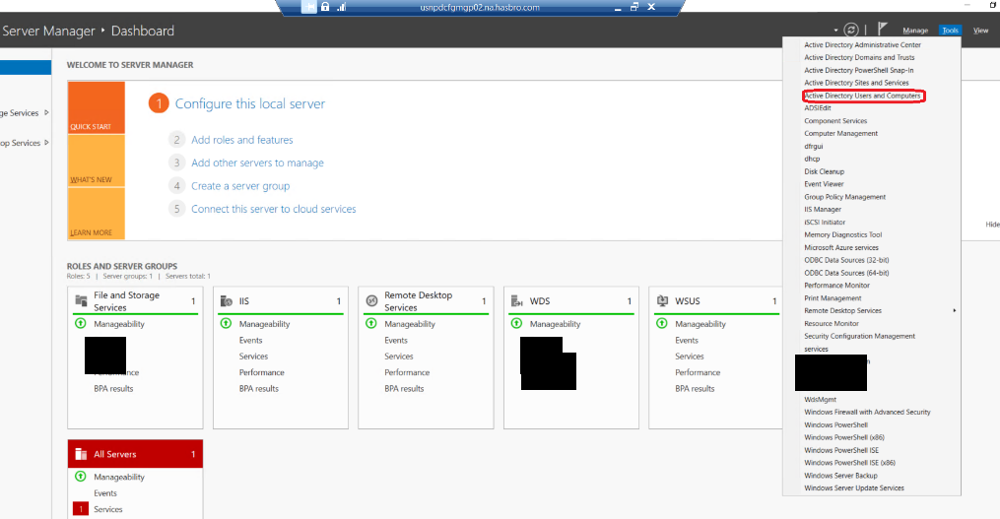 usnpdcfgmgp02.na.hasbro.com
Server Manager • Dashboard
Manage Tools View
WELCOME TO SERVER MANAGER
ge Services
op Services
QUICK START
WHAT'S NEW
LEARN MORE
1 Configure this local server
2 Add roles and features
3 Add other servers to manage
4 Create a server group
5 Connect this server to cloud services
Hide
ROLES AND SERVER GROUPS
Roles: 5 | Server groups: 1 | Servers total: 1
File and Storage Services 1
Manageability
BPA results
IIS 1
Manageability
Events
Services
Performance
BPA results
Remote Desktop Services 1
Manageability
Events
Services
Performance
BPA results
WDS 1
Manageability
WSUS 1
Manageability
Events
Services
Performance
BPA results
All Servers 1
Manageability
Events
1 Services
Active Directory Administrative Center
Active Directory Domains and Trusts
Active Directory PowerShell Snap-In
Active Directory Sites and Services
Active Directory Users and Computers
ADSIEdit
Component Services
Computer Management
dfrgui
dhcp
Disk Cleanup
Event Viewer
Group Policy Management
IIS Manager
iSCSI Initiator
Memory Diagnostics Tool
Microsoft Azure services
ODBC Data Sources (32-bit)
ODBC Data Sources (64-bit)
Performance Monitor
Print Management
Remote Desktop Services
Resource Monitor
Security Configuration Management
services
WdsMgmt
Windows Firewall with Advanced Security
Windows PowerShell
Windows PowerShell (x86)
Windows PowerShell ISE
Windows PowerShell ISE (x86)
Windows Server Backup
Windows Server Update Services